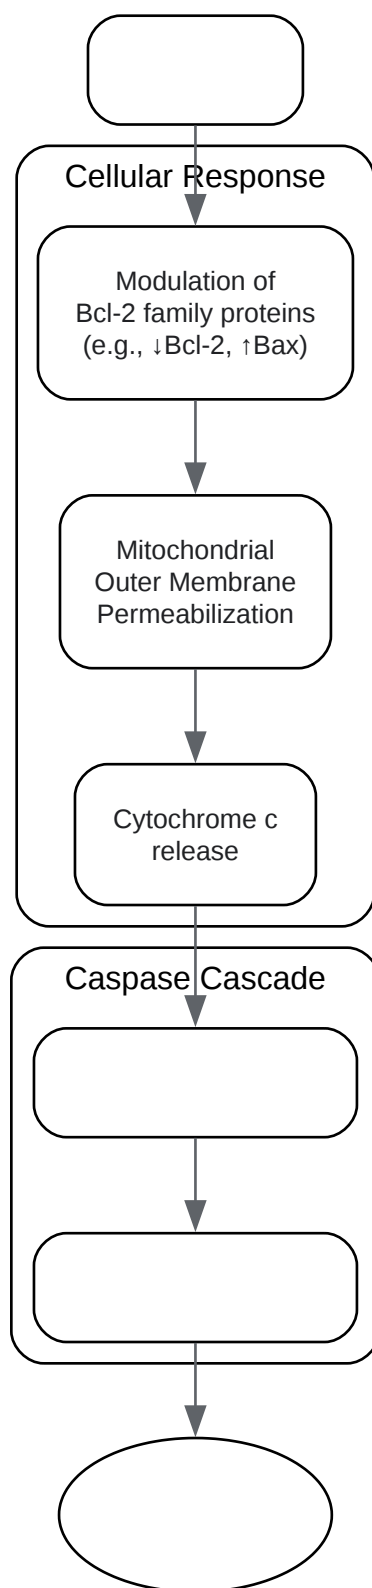 Cellular Response
Modulation of
Bcl-2 family proteins
(e.g., ↓Bcl-2, ↑Bax)
Mitochondrial
Outer Membrane
Permeabilization
Cytochrome c
release
Caspase Cascade